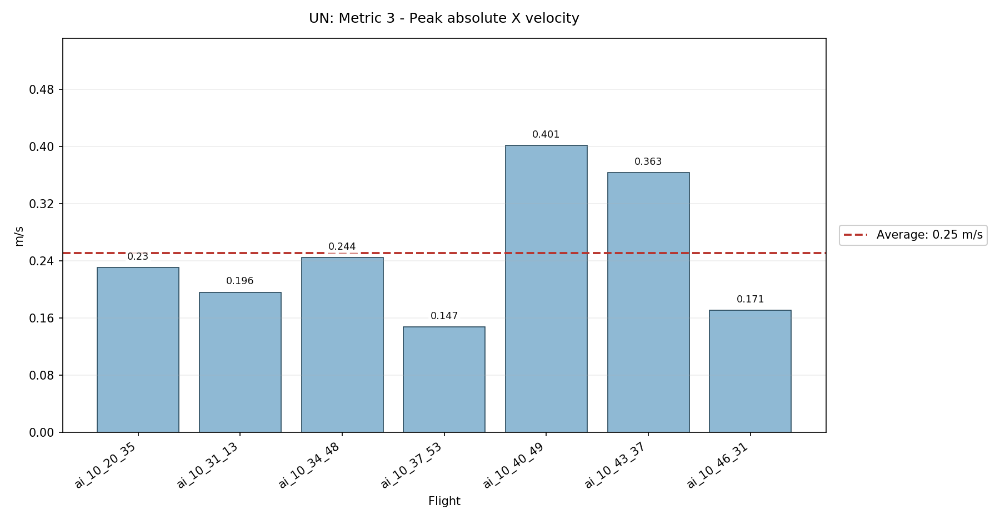 UN: Metric 3 - Peak absolute X velocity
m/s
0.48
0.40
0.32
0.24
0.16
0.08
0.00
0.23
0.196
0.244
0.147
0.401
0.363
0.171
Average: 0.25 m/s
ai_10_20_35
ai_10_31_13
ai_10_34_48
ai_10_37_53
ai_10_40_49
ai_10_43_37
ai_10_46_31
Flight